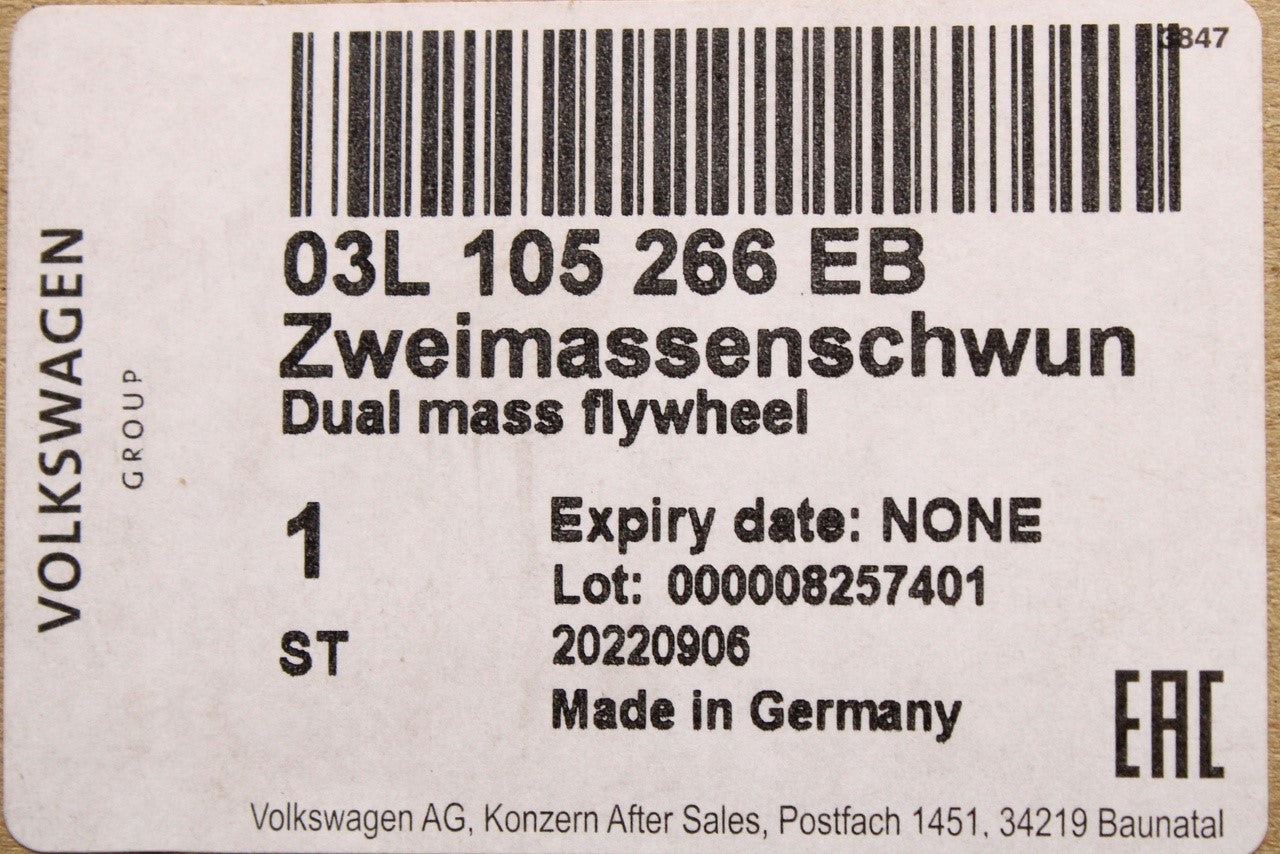 3847
03L 105 266 EB
Zweimassenschwun
Dual mass flywheel
1
ST
Expiry date: NONE
Lot: 000008257401
20220906
Made in Germany
EAC
VOLKSWAGEN
GROUP
Volkswagen AG, Konzern After Sales, Postfach 1451, 34219 Baunatal